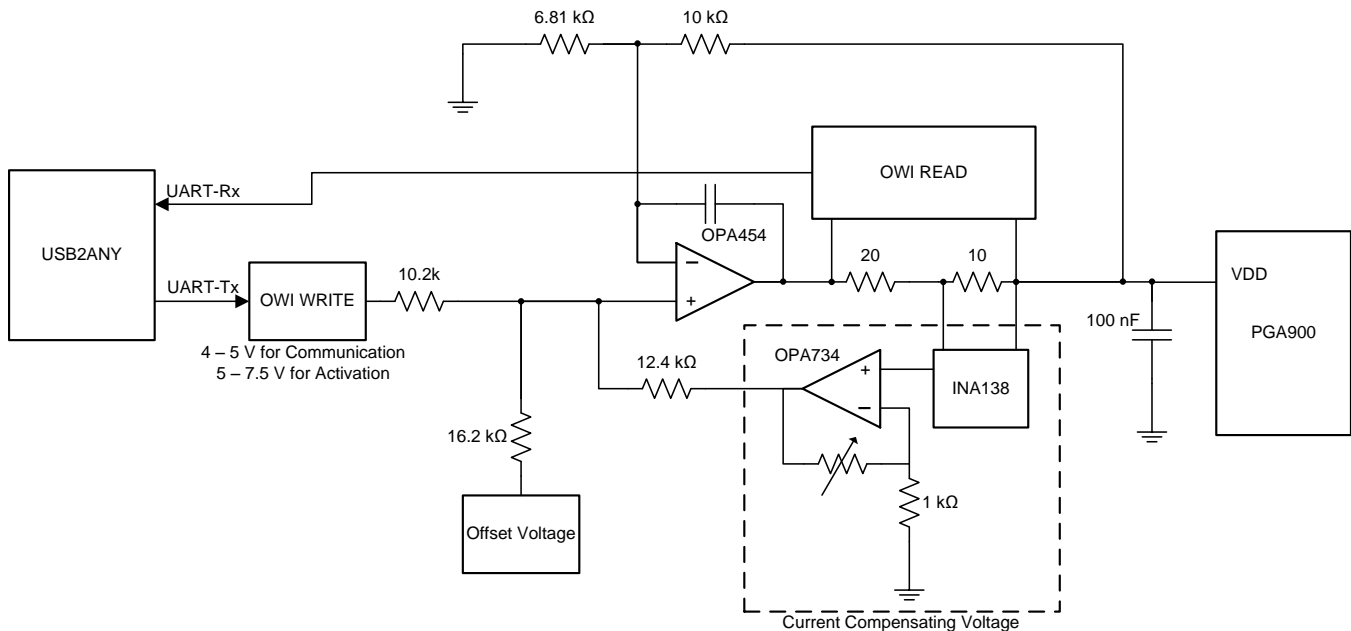 6.81 kΩ
10 kΩ
OWI READ
UART-Rx
USB2ANY
OPA454
−
+
20
10
VDD
PGA900
UART-Tx
OWI WRITE
10.2k
4 – 5 V for Communication
5 – 7.5 V for Activation
100 nF
12.4 kΩ
OPA734
+
−
INA138
16.2 kΩ
1 kΩ
Offset Voltage
Current Compensating Voltage